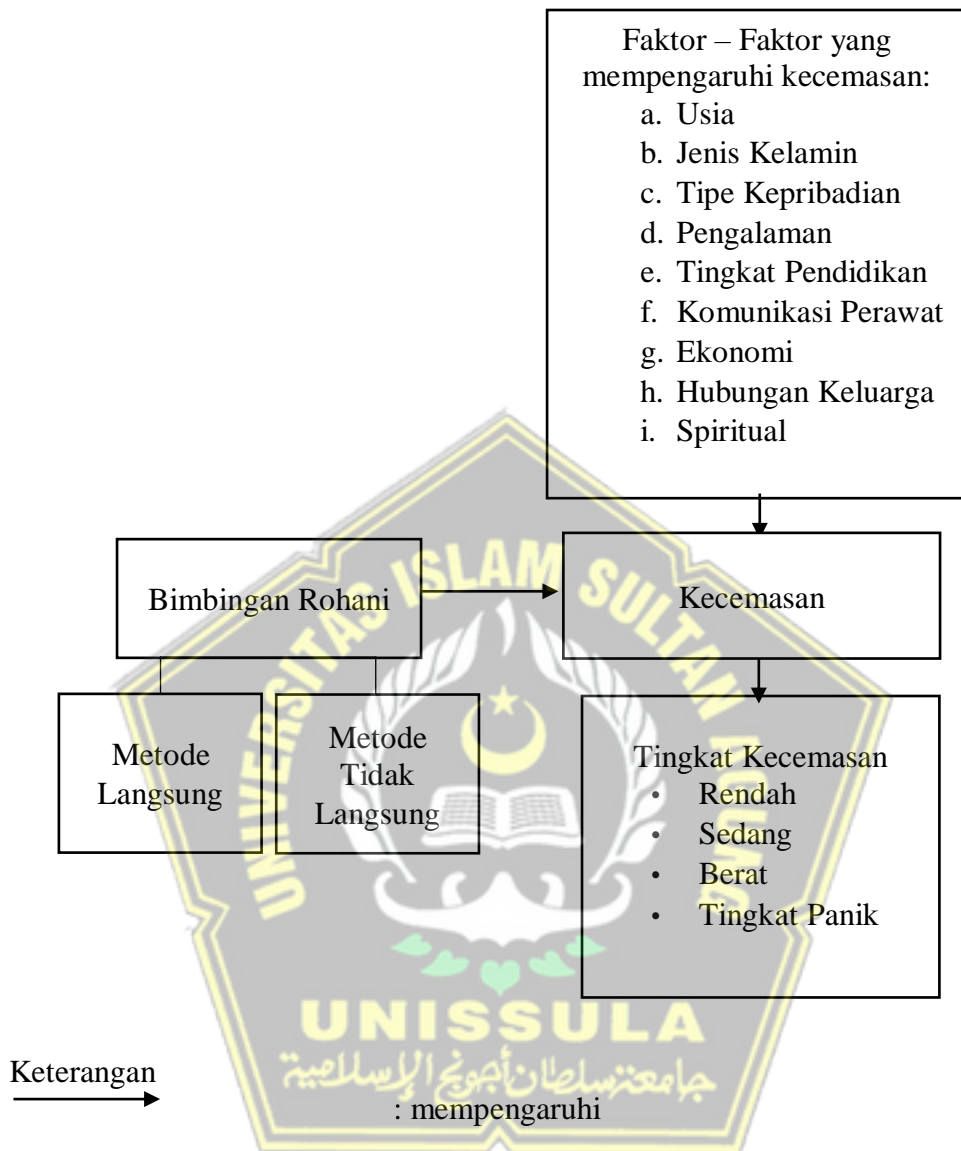 Faktor – Faktor yang
mempengaruhi kecemasan:
a. Usia
b. Jenis Kelamin
c. Tipe Kepribadian
d. Pengalaman
e. Tingkat Pendidikan
f. Komunikasi Perawat
g. Ekonomi
h. Hubungan Keluarga
i. Spiritual
Bimbingan Rohani
Kecemasan
Metode
Langsung
Metode
Tidak
Langsung
Tingkat Kecemasan
• Rendah
• Sedang
• Berat
• Tingkat Panik
UNIVERSITAS ISLAM SULTAN AGUNG
UNISSULA
جامعة سلطان أجونج الإسلامية
Keterangan
: mempengaruhi